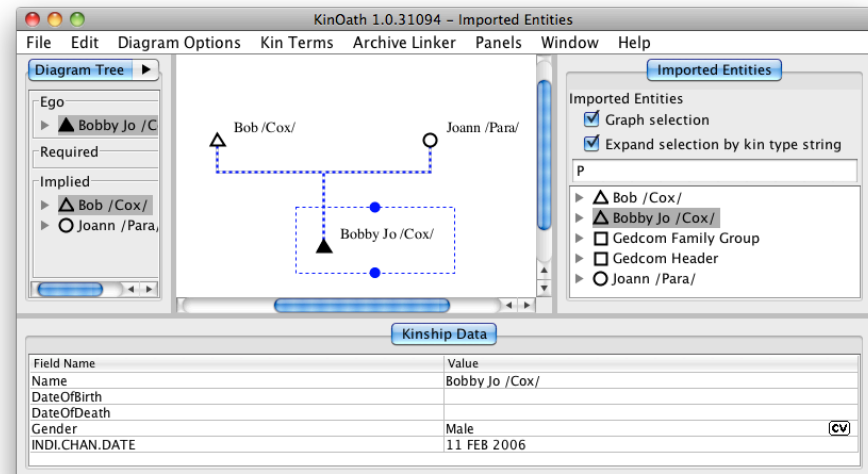 KinOath 1.0.31094 – Imported Entities
File Edit Diagram Options Kin Terms Archive Linker Panels Window Help
Diagram Tree
Ego
Bobby Jo /C
Required
Implied
Bob /Cox/
Joann /Para/
Bob /Cox/
Joann /Para/
Bobby Jo /Cox/
Imported Entities
Imported Entities
Graph selection
Expand selection by kin type string
P
Bob /Cox/
Bobby Jo /Cox/
Gedcom Family Group
Gedcom Header
Joann /Para/
Kinship Data
Field Name Value
Name Bobby Jo /Cox/
DateOfBirth
DateOfDeath
Gender Male CV
INDI.CHAN.DATE 11 FEB 2006